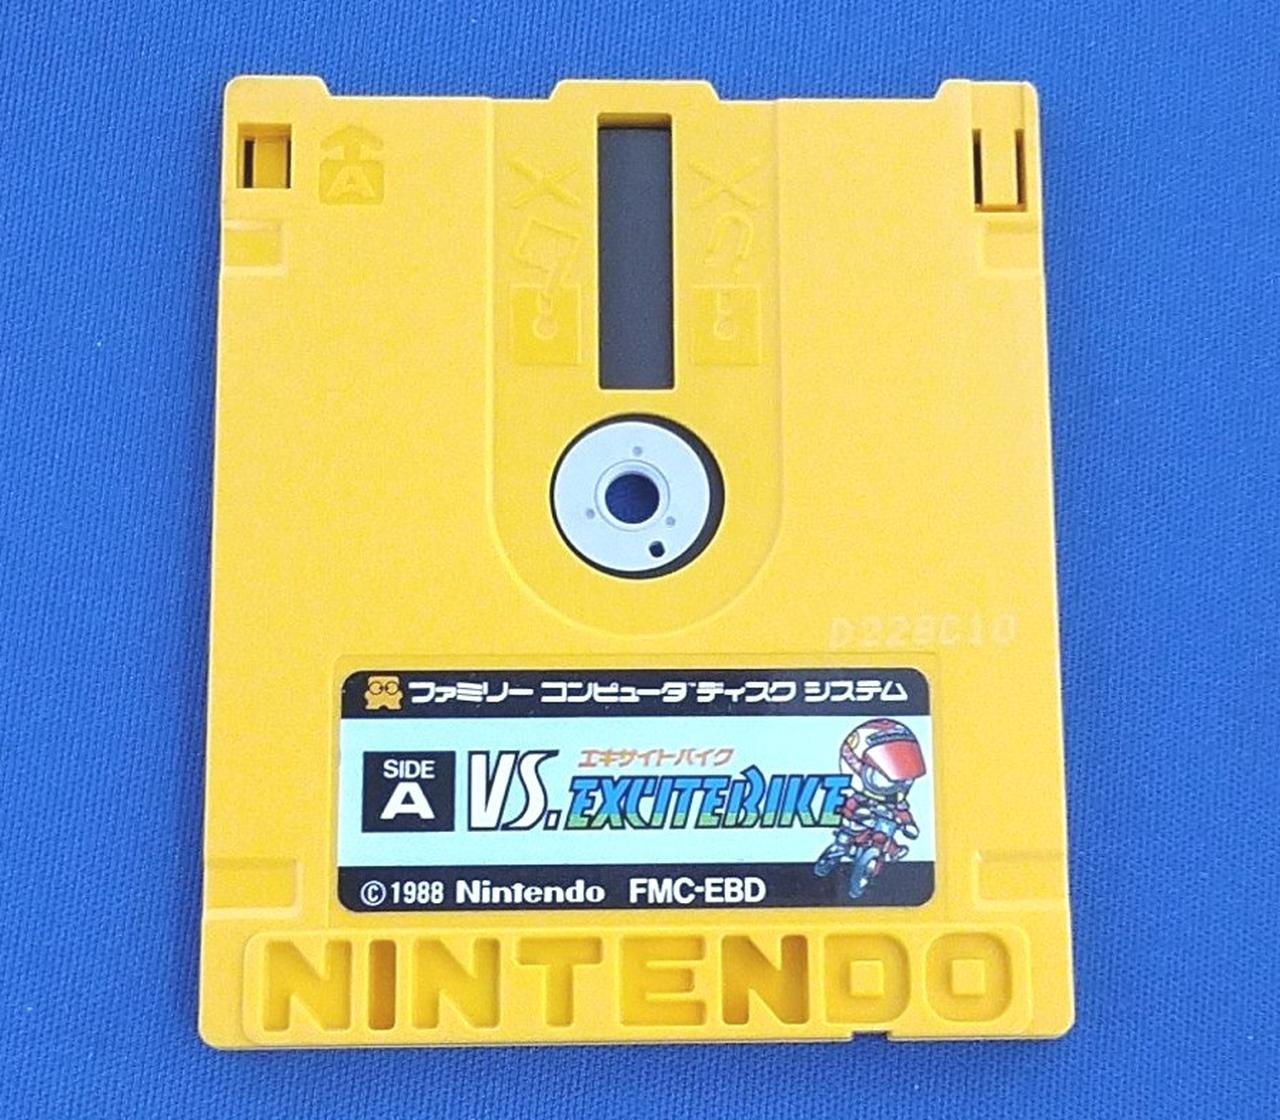 A
D228C10
ファミリー コンピュータ ディスク システム
SIDE
A
VS.
エキサイトバイク
EXCITEBIKE
©1988 Nintendo FMC-EBD
NINTENDO